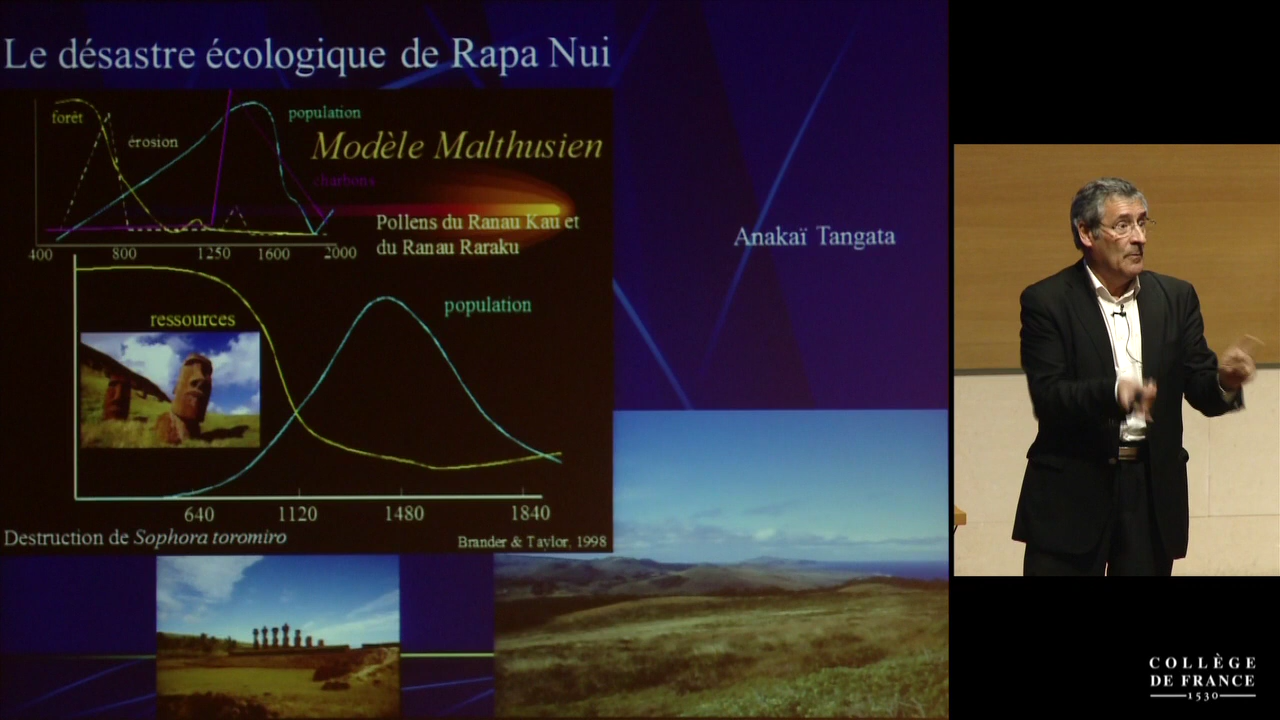 Le désastre écologique de Rapa Nui
forêt
érosion
population
Modèle Malthusien
charbons
Pollens du Ranau Kau et
du Ranau Raraku
400 800 1250 1600 2000
Anakaï Tangata
ressources
population
640 1120 1480 1840
Destruction de Sophora toromiro
Brander & Taylor, 1998
COLLÈGE
DE FRANCE
1530